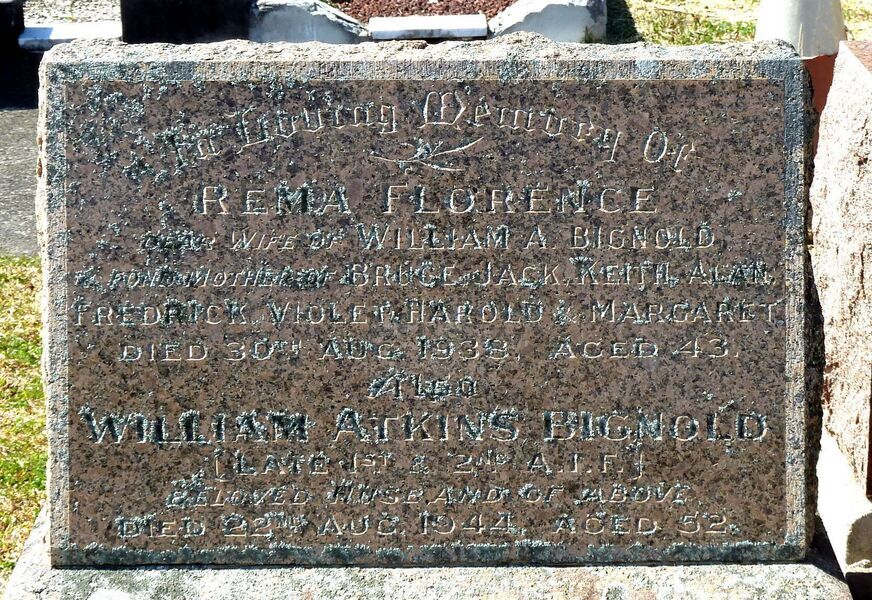 In Loving Memory Of
REMA FLORENCE
DEAR WIFE OF WILLIAM A. BIGNOLD
& FOND MOTHER OF BRUCE, JACK, KEITH, ALAN,
FREDRICK, VIOLET, HAROLD & MARGARET
DIED 30TH AUG. 1938. AGED 43.
ALSO
WILLIAM ATKINS BIGNOLD
(LATE 1ST & 2ND A.I.F.)
BELOVED HUSBAND OF ABOVE
DIED 22ND AUG. 1944. AGED 52.